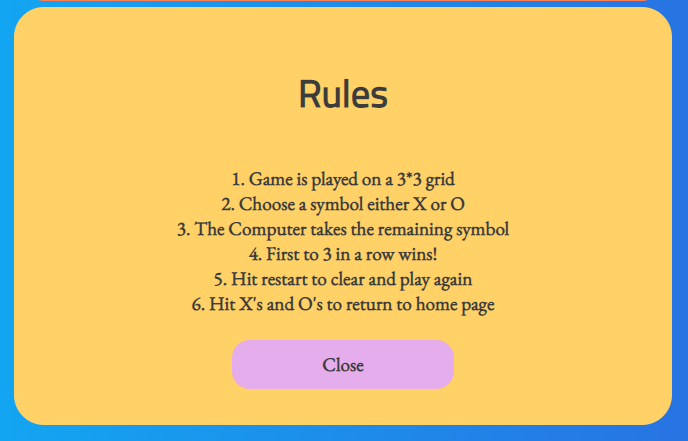 Rules
1. Game is played on a 3*3 grid
2. Choose a symbol either X or O
3. The Computer takes the remaining symbol
4. First to 3 in a row wins!
5. Hit restart to clear and play again
6. Hit X's and O's to return to home page
Close